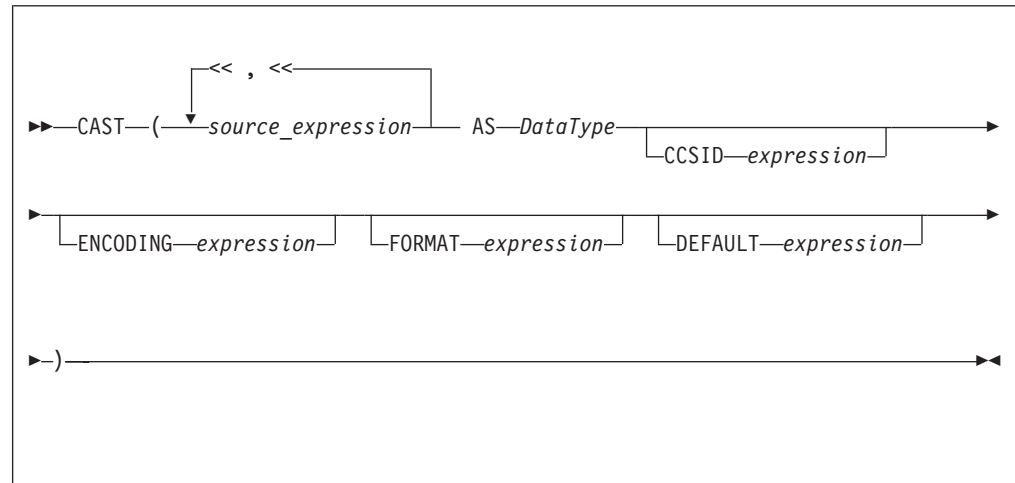 << , <<
CAST ( source_expression AS DataType
CCSID expression
ENCODING expression FORMAT expression DEFAULT expression
)